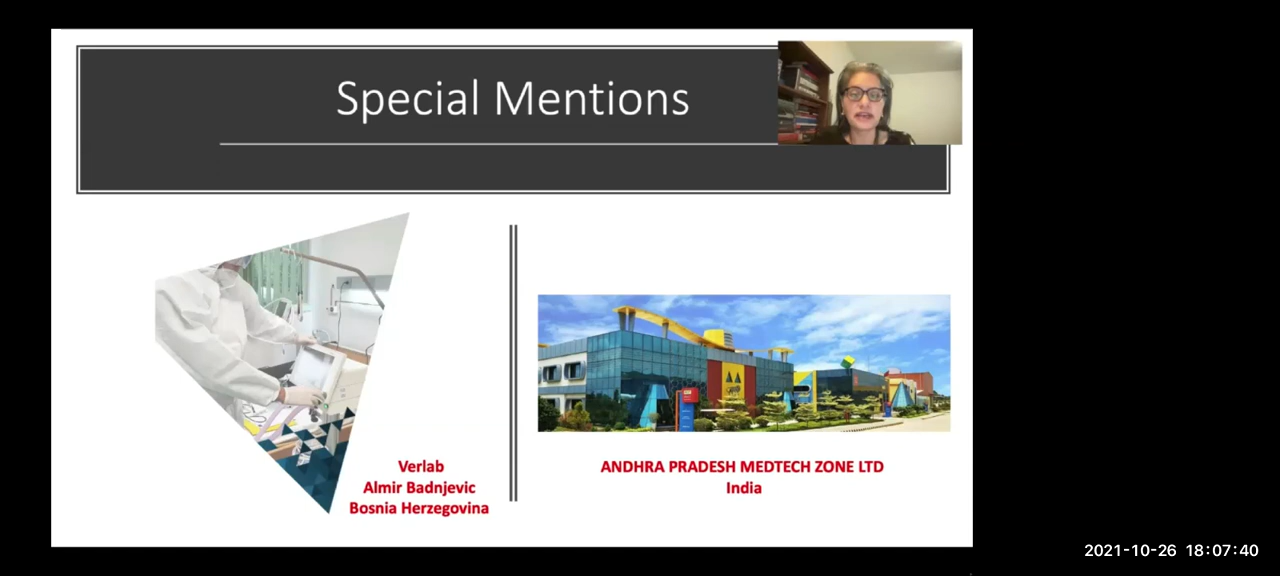 Special Mentions
Verlab
Almir Badnjevic
Bosnia Herzegovina
ANDHRA PRADESH MEDTECH ZONE LTD
India
2021-10-26 18:07:40